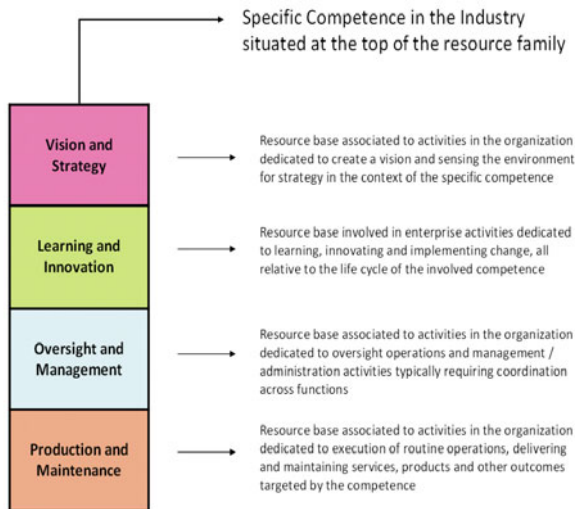 Specific Competence in the Industry
situated at the top of the resource family
Vision and
Strategy
Resource base associated to activities in the organization
dedicated to create a vision and sensing the environment
for strategy in the context of the specific competence
Learning and
Innovation
Resource base involved in enterprise activities dedicated
to learning, innovating and implementing change, all
relative to the life cycle of the involved competence
Oversight and
Management
Resource base associated to activities in the organization
dedicated to oversight operations and management /
administration activities typically requiring coordination
across functions
Production and
Maintenance
Resource base associated to activities in the organization
dedicated to execution of routine operations, delivering
and maintaining services, products and other outcomes
targeted by the competence